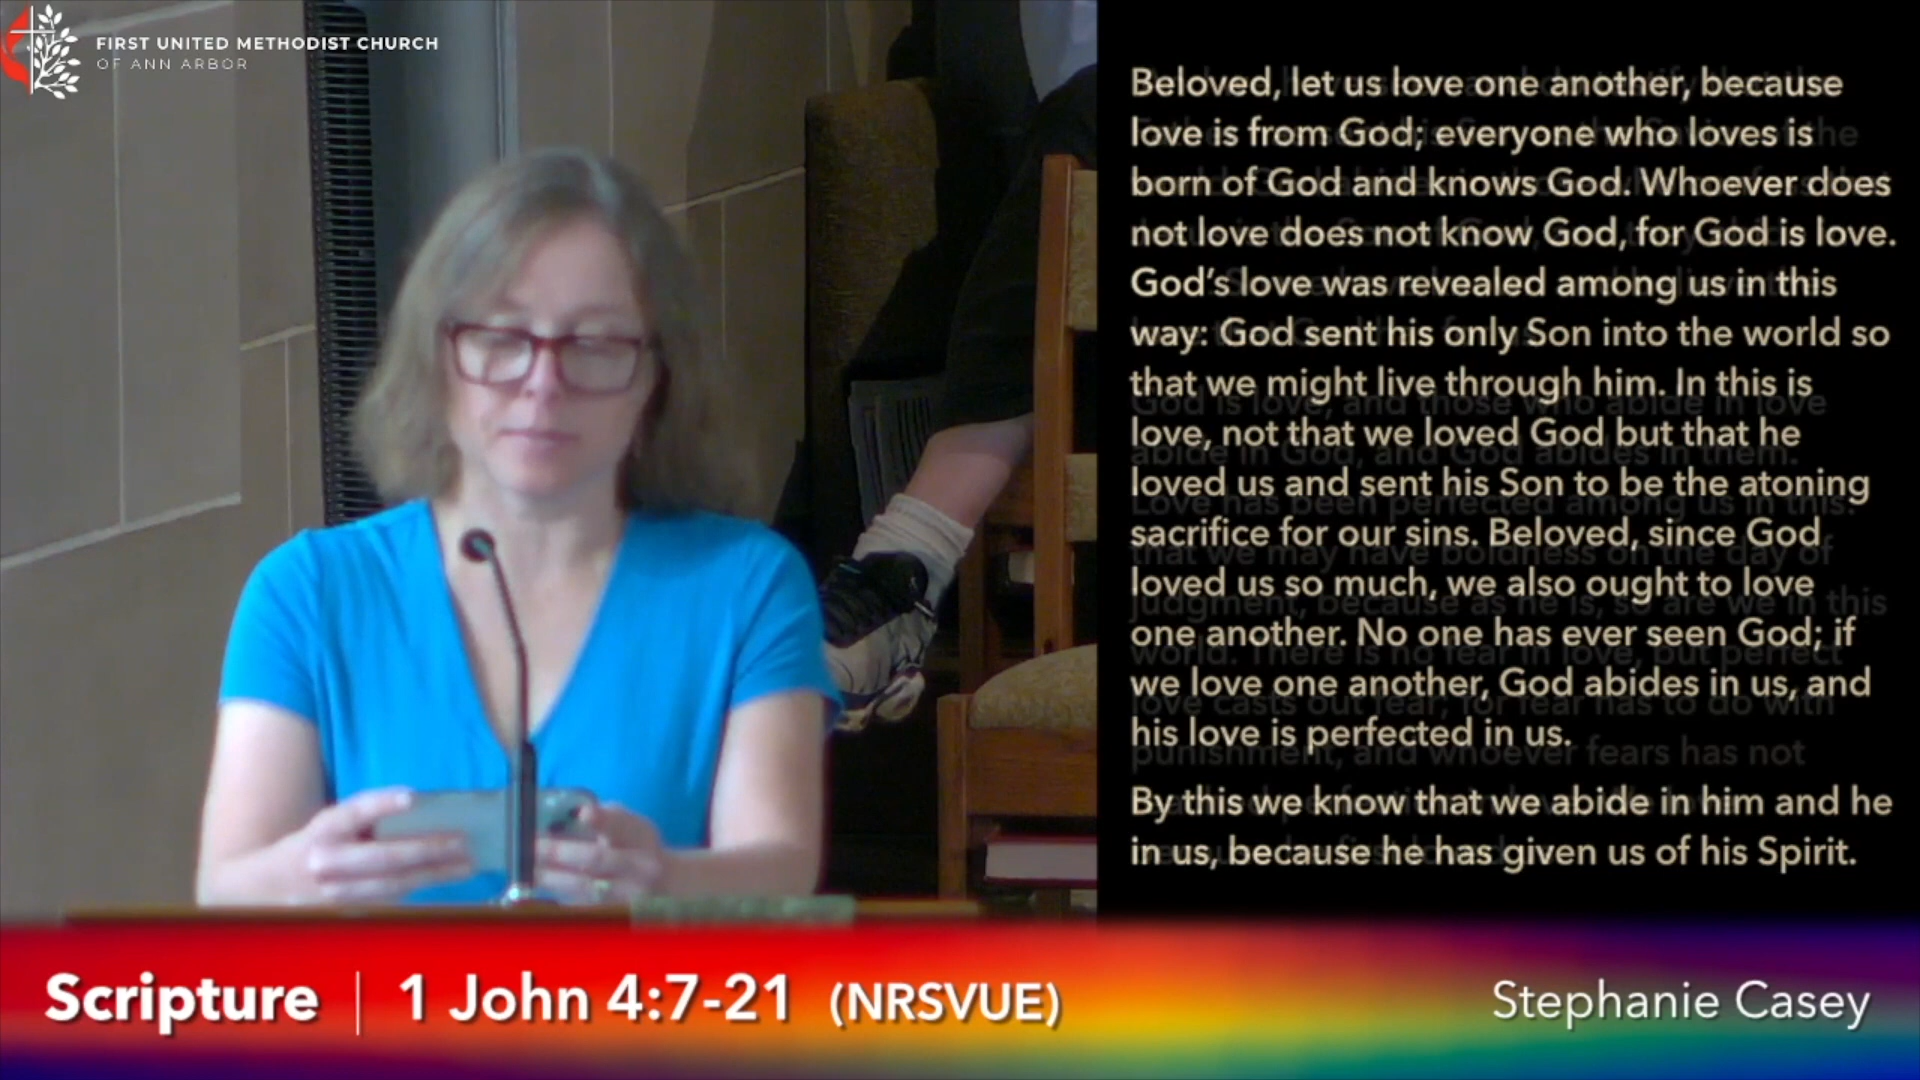 FIRST UNITED METHODIST CHURCH
OF ANN ARBOR
Beloved, let us love one another, because
love is from God; everyone who loves is
born of God and knows God. Whoever does
not love does not know God, for God is love.
God’s love was revealed among us in this
way: God sent his only Son into the world so
that we might live through him. In this is
love, not that we loved God but that he
loved us and sent his Son to be the atoning
sacrifice for our sins. Beloved, since God
loved us so much, we also ought to love
one another. No one has ever seen God; if
we love one another, God abides in us, and
his love is perfected in us.
By this we know that we abide in him and he
in us, because he has given us of his Spirit.
Scripture | 1 John 4:7-21 (NRSVUE)
Stephanie Casey